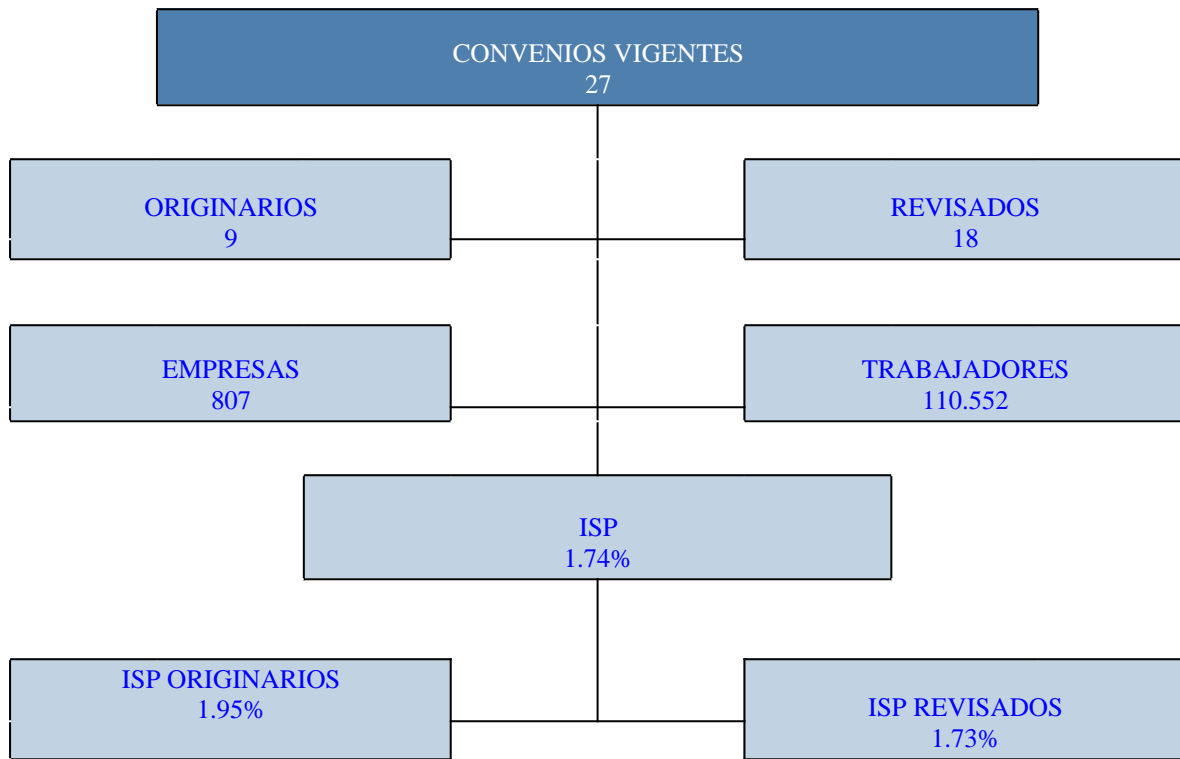 CONVENIOS VIGENTES
27
ORIGINARIOS
9
REVISADOS
18
EMPRESAS
807
TRABAJADORES
110.552
ISP
1.74%
ISP ORIGINARIOS
1.95%
ISP REVISADOS
1.73%